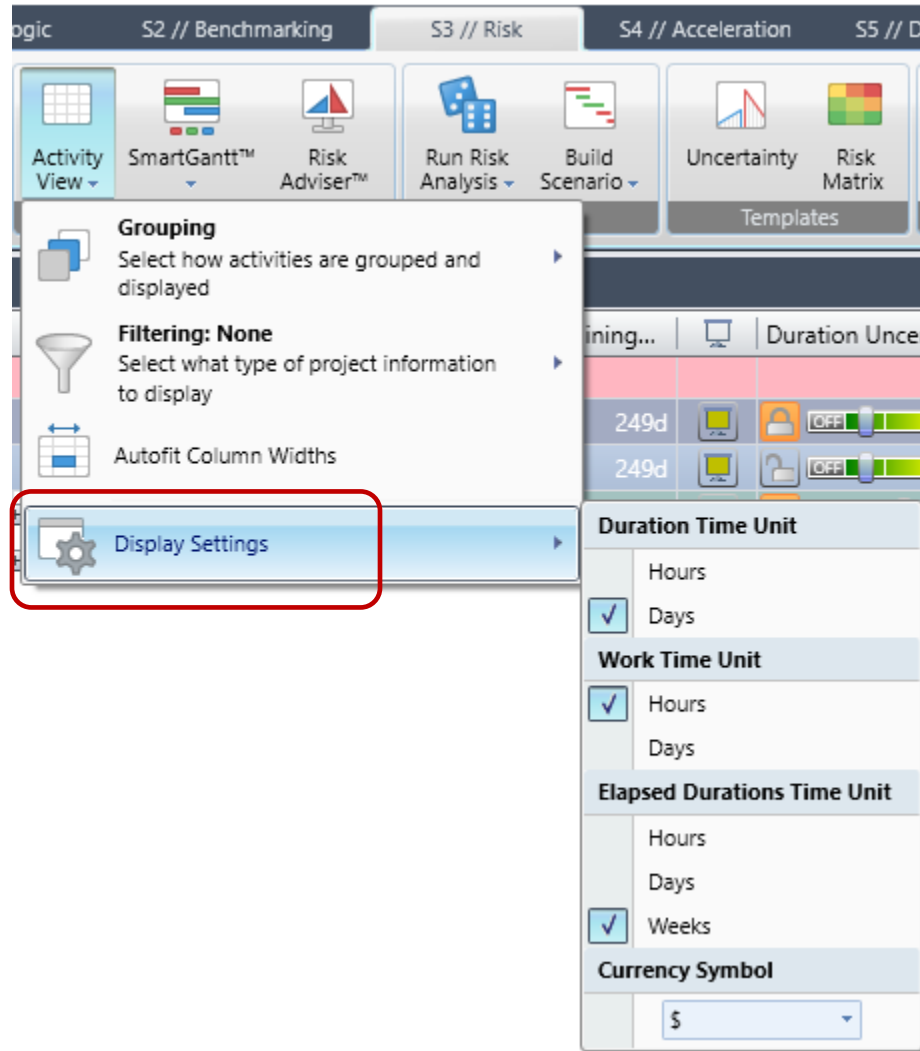 ogic S2 // Benchmarking S3 // Risk S4 // Acceleration S5 // D
Activity View
SmartGantt™
Risk Adviser™
Run Risk Analysis
Build Scenario
Uncertainty
Risk Matrix
Templates
Grouping
Select how activities are grouped and
displayed
Filtering: None
Select what type of project information
to display
Autofit Column Widths
Display Settings
ining... Duration Unce
249d OFF
249d OFF
Duration Time Unit
Hours
Days
Work Time Unit
Hours
Days
Elapsed Durations Time Unit
Hours
Days
Weeks
Currency Symbol
$